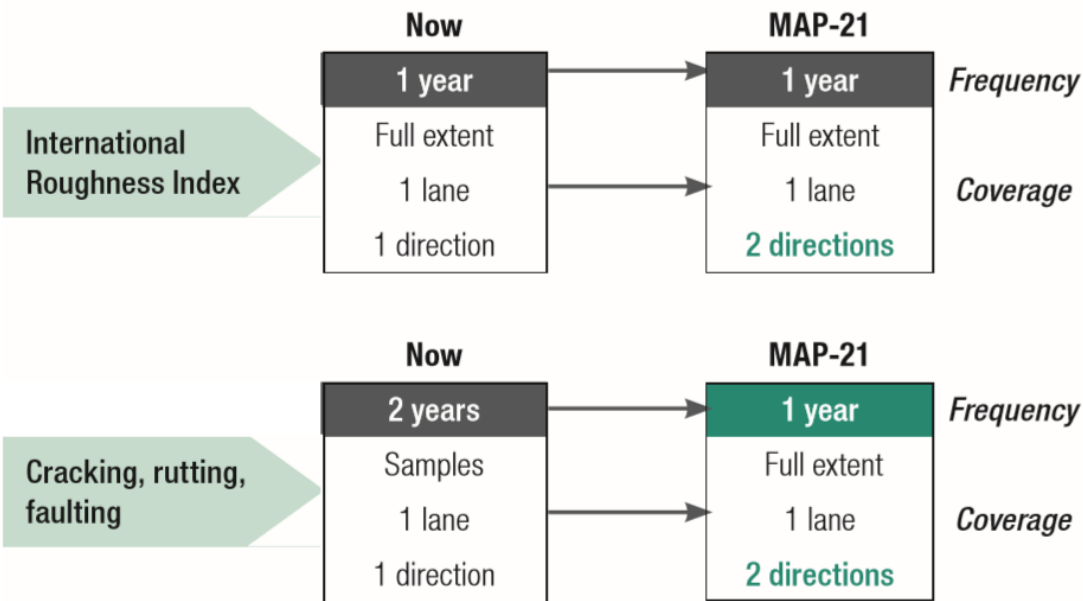 Now
MAP-21
International
Roughness Index
1 year
Full extent
1 lane
1 direction
1 year
Full extent
1 lane
2 directions
Frequency
Coverage
Now
MAP-21
Cracking, rutting,
faulting
2 years
Samples
1 lane
1 direction
1 year
Full extent
1 lane
2 directions
Frequency
Coverage